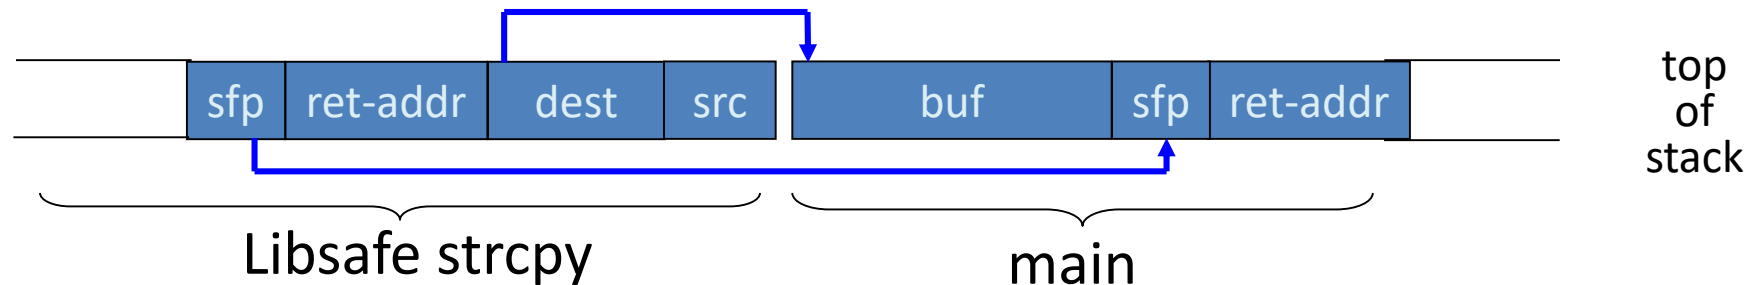 sfp ret-addr dest src buf sfp ret-addr
top
of
stack
Libsafe strcpy
main